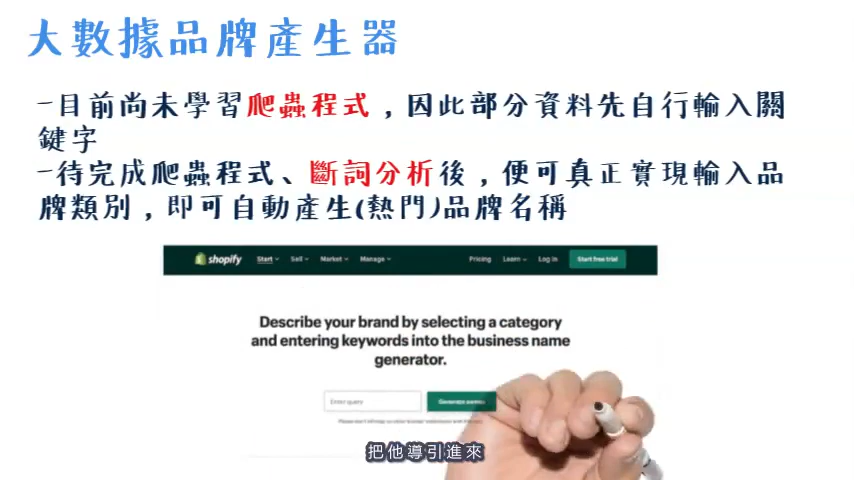 大數據品牌產生器
-目前尚未學習爬蟲程式，因此部分資料先自行輸入關
鍵字
-待完成爬蟲程式、斷詞分析後，便可真正實現輸入品
牌類別，即可自動產生(熱門)品牌名稱
shopify Start Sell Market Manage Pricing Learn Log in Start free trial
Describe your brand by selecting a category
and entering keywords into the business name
generator.
Enter query Generate names
把他導引進來